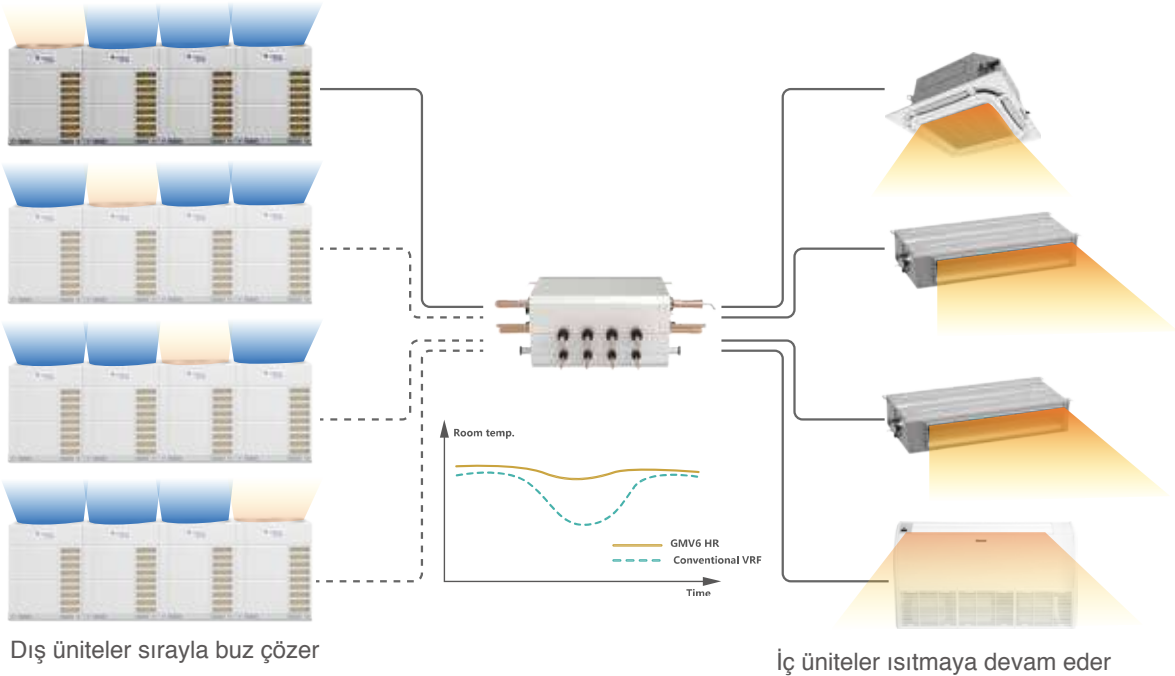 Room temp.
GMV6 HR
Conventional VRF
Time
Dış üniteler sırayla buz çözer
İç üniteler ısıtmaya devam eder